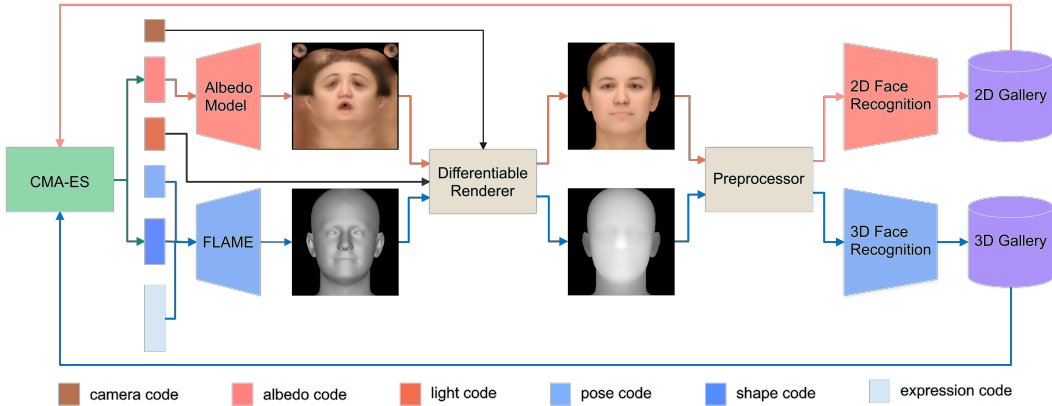 Albedo
Model
2D Face
Recognition
2D Gallery
CMA-ES
Differentiable
Renderer
Preprocessor
FLAME
3D Face
Recognition
3D Gallery
camera code
albedo code
light code
pose code
shape code
expression code